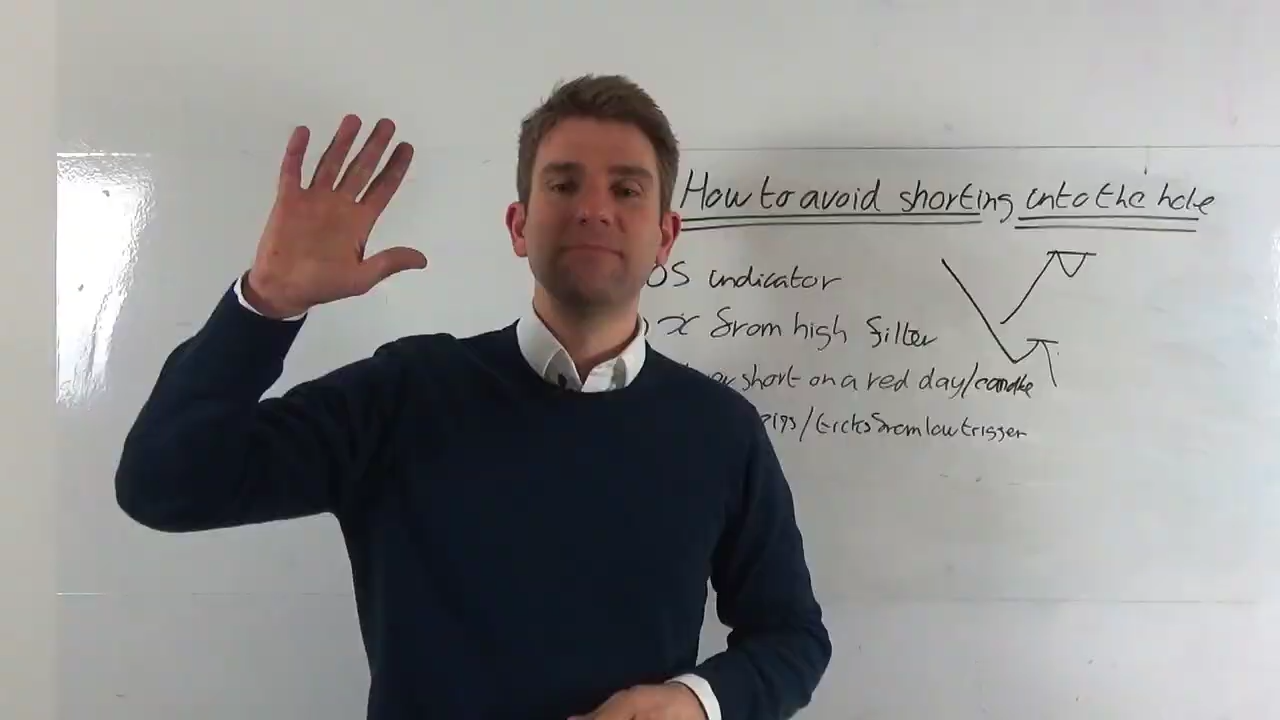 How to avoid shorting into the hole
OS indicator
x from high filter
short on a red day/candle
/ticks from low trigger